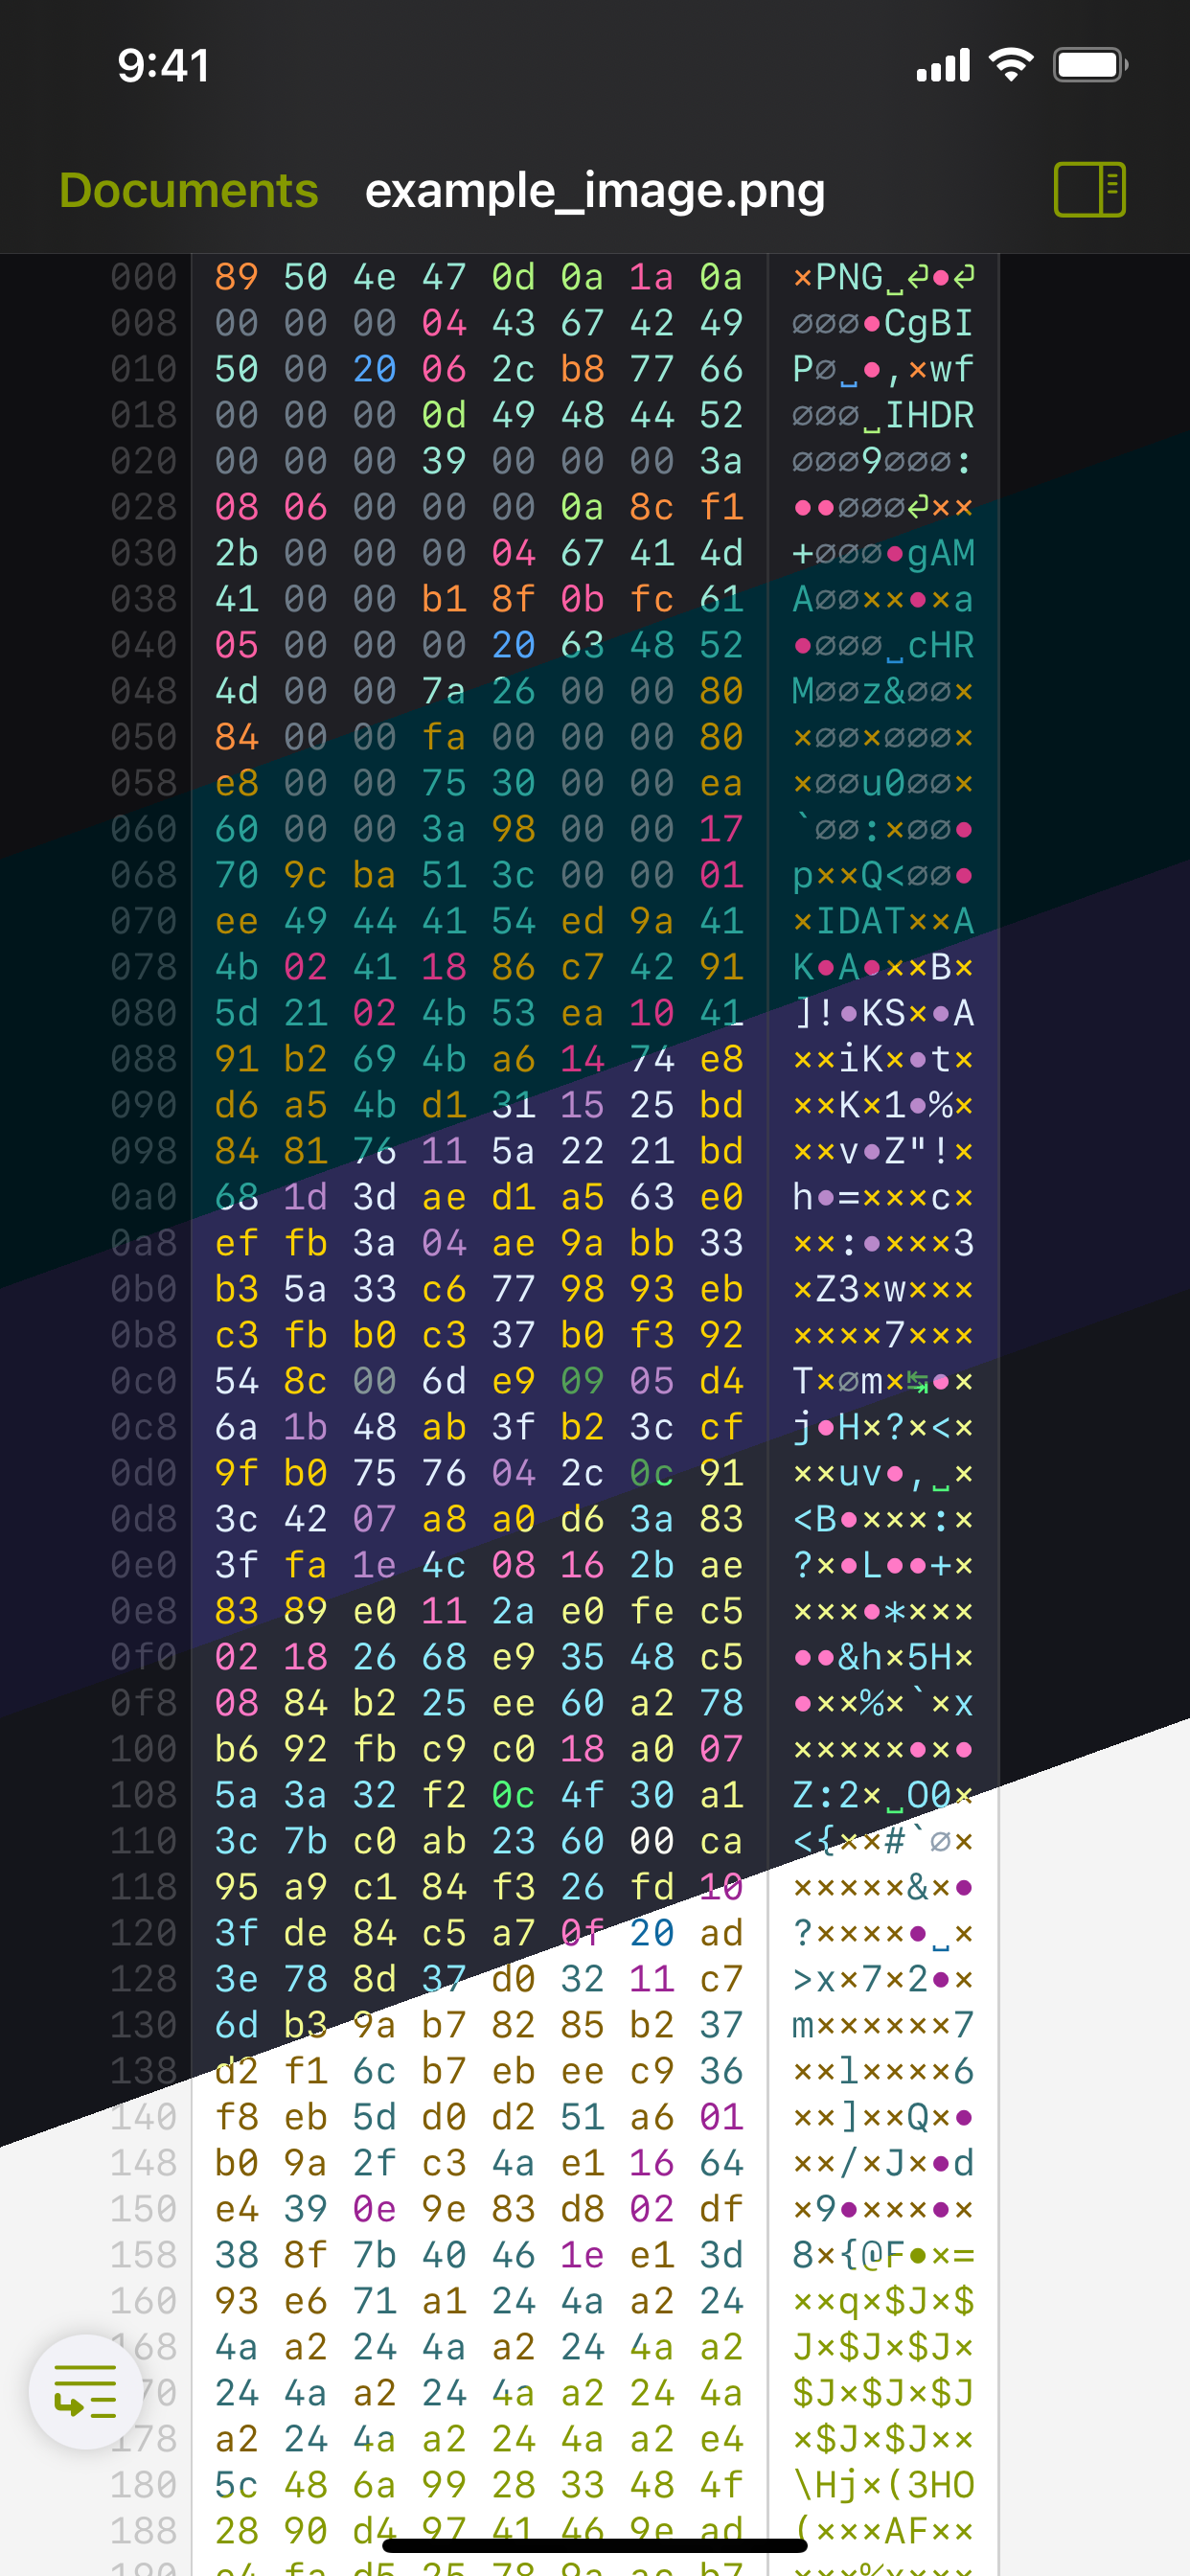 9:41
Documents example_image.png
000 89 50 4e 47 0d 0a 1a 0a ×PNG␣⏎•⏎
008 00 00 00 04 43 67 42 49 ∅∅∅•CgBI
010 50 00 20 06 2c b8 77 66 P∅␣•,×wf
018 00 00 00 0d 49 48 44 52 ∅∅∅␣IHDR
020 00 00 00 39 00 00 00 3a ∅∅∅9∅∅∅:
028 08 06 00 00 00 0a 8c f1 ••∅∅∅⏎××
030 2b 00 00 00 04 67 41 4d +∅∅∅•gAM
038 41 00 00 b1 8f 0b fc 61 A∅∅××•×a
040 05 00 00 00 20 63 48 52 •∅∅∅␣cHR
048 4d 00 00 7a 26 00 00 80 M∅∅z&∅∅×
050 84 00 00 fa 00 00 00 80 ×∅∅×∅∅∅×
058 e8 00 00 75 30 00 00 ea ×∅∅u0∅∅×
060 60 00 00 3a 98 00 00 17 `∅∅:×∅∅•
068 70 9c ba 51 3c 00 00 01 p××Q<∅∅•
070 ee 49 44 41 54 ed 9a 41 ×IDAT××A
078 4b 02 41 18 86 c7 42 91 K•A•××B×
080 5d 21 02 4b 53 ea 10 41 ]!•KS×•A
088 91 b2 69 4b a6 14 74 e8 ××iK×•t×
090 d6 a5 4b d1 31 15 25 bd ××K×1•%×
098 84 81 76 11 5a 22 21 bd ××v•Z"!×
0a0 68 1d 3d ae d1 a5 63 e0 h•=×××c×
0a8 ef fb 3a 04 ae 9a bb 33 ××:•×××3
0b0 b3 5a 33 c6 77 98 93 eb ×Z3×w×××
0b8 c3 fb b0 c3 37 b0 f3 92 ××××7×××
0c0 54 8c 00 6d e9 09 05 d4 T×∅m×↹•×
0c8 6a 1b 48 ab 3f b2 3c cf j•H×?×<×
0d0 9f b0 75 76 04 2c 0c 91 ××uv•,␣×
0d8 3c 42 07 a8 a0 d6 3a 83 <B•×××:×
0e0 3f fa 1e 4c 08 16 2b ae ?×•L••+×
0e8 83 89 e0 11 2a e0 fe c5 ×××•*×××
0f0 02 18 26 68 e9 35 48 c5 ••&h×5H×
0f8 08 84 b2 25 ee 60 a2 78 •××%×`×x
100 b6 92 fb c9 c0 18 a0 07 ×××××•×•
108 5a 3a 32 f2 0c 4f 30 a1 Z:2×␣O0×
110 3c 7b c0 ab 23 60 00 ca <{××#`∅×
118 95 a9 c1 84 f3 26 fd 10 ×××××&×•
120 3f de 84 c5 a7 0f 20 ad ?××××•␣×
128 3e 78 8d 37 d0 32 11 c7 >x×7×2•×
130 6d b3 9a b7 82 85 b2 37 m××××××7
138 d2 f1 6c b7 eb ee c9 36 ××l××××6
140 f8 eb 5d d0 d2 51 a6 01 ××]××Q×•
148 b0 9a 2f c3 4a e1 16 64 ××/×J×•d
150 e4 39 0e 9e 83 d8 02 df ×9•×××•×
158 38 8f 7b 40 46 1e e1 3d 8×{@F•×=
160 93 e6 71 a1 24 4a a2 24 ××q×$J×$
168 4a a2 24 4a a2 24 4a a2 J×$J×$J×
70 24 4a a2 24 4a a2 24 4a $J×$J×$J
178 a2 24 4a a2 24 4a a2 e4 ×$J×$J××
180 5c 48 6a 99 28 33 48 4f \Hj×(3HO
188 28 90 d4 97 41 46 9e ad (×××AF××